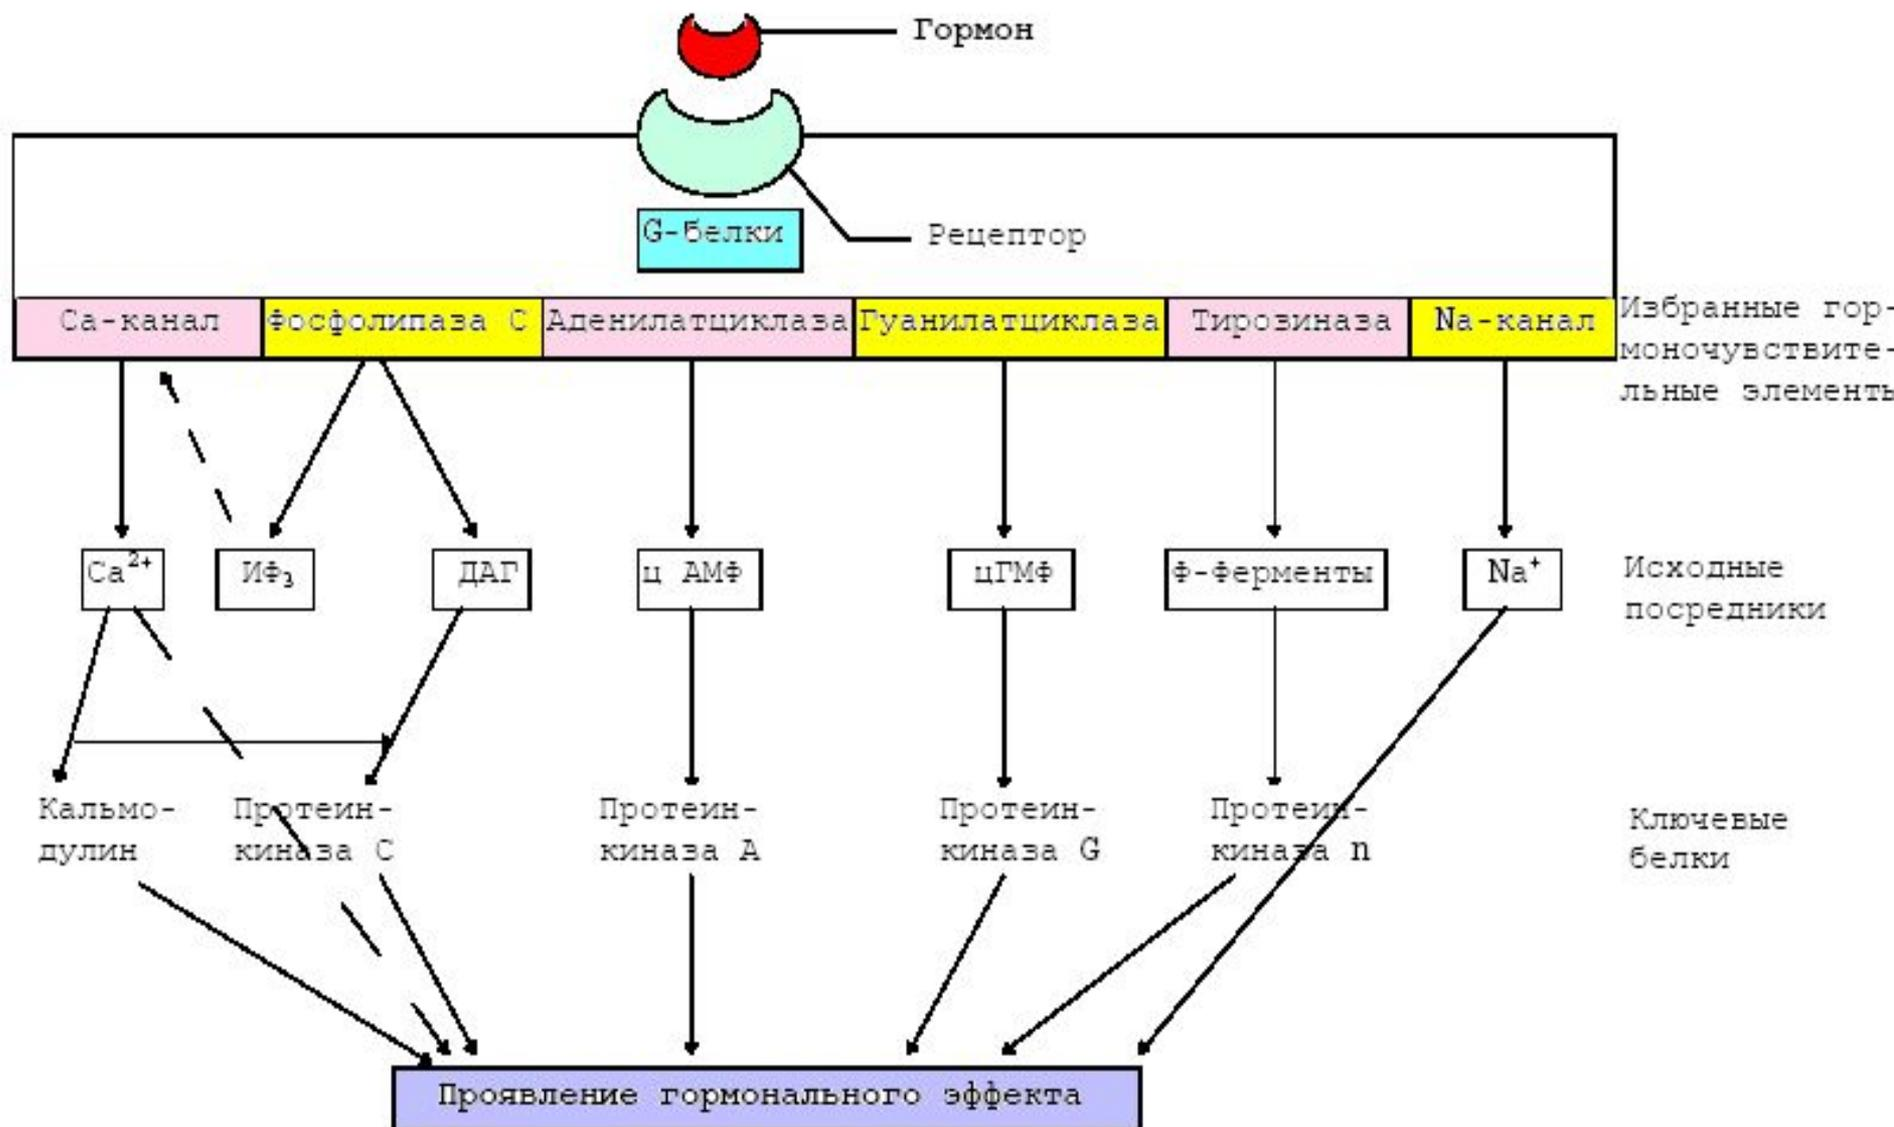 Гормон
G-белки
Рецептор
Са-канал
Фосфолипаза С
Аденилатциклаза
Гуанилатциклаза
Тирозиназа
Na-канал
Избранные гор-
моночувствите-
льные элементы
Ca²⁺
ИФ₃
ДАГ
ц АМФ
цГМФ
Ф-Ферменты
Na⁺
Исходные
посредники
Кальмо-
дулин
Протеин-
киназа С
Протеин-
киназа А
Протеин-
киназа G
Протеин-
киназа n
Ключевые
белки
Проявление гормонального эффекта